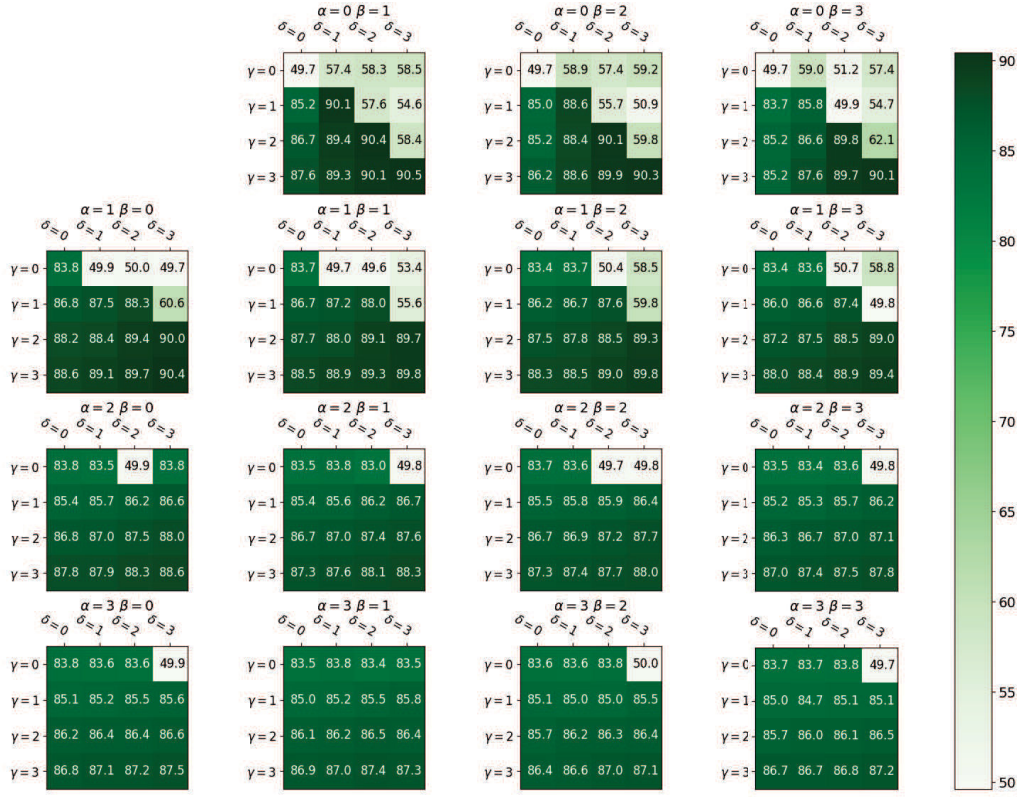 α=0 β=1 α=0 β=2 α=0 β=3
δ=0 δ=1 δ=2 δ=3 δ=0 δ=1 δ=2 δ=3 δ=0 δ=1 δ=2 δ=3
γ=0 49.7 57.4 58.3 58.5 γ=0 49.7 58.9 57.4 59.2 γ=0 49.7 59.0 51.2 57.4 90
γ=1 85.2 90.1 57.6 54.6 γ=1 85.0 88.6 55.7 50.9 γ=1 83.7 85.8 49.9 54.7
γ=2 86.7 89.4 90.4 58.4 γ=2 85.2 88.4 90.1 59.8 γ=2 85.2 86.6 89.8 62.1 85
γ=3 87.6 89.3 90.1 90.5 γ=3 86.2 88.6 89.9 90.3 γ=3 85.2 87.6 89.7 90.1
α=1 β=0 α=1 β=1 α=1 β=2 α=1 β=3
δ=0 δ=1 δ=2 δ=3 δ=0 δ=1 δ=2 δ=3 δ=0 δ=1 δ=2 δ=3 δ=0 δ=1 δ=2 δ=3 80
γ=0 83.8 49.9 50.0 49.7 γ=0 83.7 49.7 49.6 53.4 γ=0 83.4 83.7 50.4 58.5 γ=0 83.4 83.6 50.7 58.8
γ=1 86.8 87.5 88.3 60.6 γ=1 86.7 87.2 88.0 55.6 γ=1 86.2 86.7 87.6 59.8 γ=1 86.0 86.6 87.4 49.8
γ=2 88.2 88.4 89.4 90.0 γ=2 87.7 88.0 89.1 89.7 γ=2 87.5 87.8 88.5 89.3 γ=2 87.2 87.5 88.5 89.0 75
γ=3 88.6 89.1 89.7 90.4 γ=3 88.5 88.9 89.3 89.8 γ=3 88.3 88.5 89.0 89.8 γ=3 88.0 88.4 88.9 89.4
α=2 β=0 α=2 β=1 α=2 β=2 α=2 β=3
δ=0 δ=1 δ=2 δ=3 δ=0 δ=1 δ=2 δ=3 δ=0 δ=1 δ=2 δ=3 δ=0 δ=1 δ=2 δ=3 70
γ=0 83.8 83.5 49.9 83.8 γ=0 83.5 83.8 83.0 49.8 γ=0 83.7 83.6 49.7 49.8 γ=0 83.5 83.4 83.6 49.8
γ=1 85.4 85.7 86.2 86.6 γ=1 85.4 85.6 86.2 86.7 γ=1 85.5 85.8 85.9 86.4 γ=1 85.2 85.3 85.7 86.2 65
γ=2 86.8 87.0 87.5 88.0 γ=2 86.7 87.0 87.4 87.6 γ=2 86.7 86.9 87.2 87.7 γ=2 86.3 86.7 87.0 87.1
γ=3 87.8 87.9 88.3 88.6 γ=3 87.3 87.6 88.1 88.3 γ=3 87.3 87.4 87.7 88.0 γ=3 87.0 87.4 87.5 87.8
α=3 β=0 α=3 β=1 α=3 β=2 α=3 β=3 60
δ=0 δ=1 δ=2 δ=3 δ=0 δ=1 δ=2 δ=3 δ=0 δ=1 δ=2 δ=3 δ=0 δ=1 δ=2 δ=3
γ=0 83.8 83.6 83.6 49.9 γ=0 83.5 83.8 83.4 83.5 γ=0 83.6 83.6 83.8 50.0 γ=0 83.7 83.7 83.8 49.7
γ=1 85.1 85.2 85.5 85.6 γ=1 85.0 85.2 85.5 85.8 γ=1 85.1 85.0 85.0 85.5 γ=1 85.0 84.7 85.1 85.1 55
γ=2 86.2 86.4 86.4 86.6 γ=2 86.1 86.2 86.5 86.4 γ=2 85.7 86.2 86.3 86.4 γ=2 85.7 86.0 86.1 86.5
γ=3 86.8 87.1 87.2 87.5 γ=3 86.9 87.0 87.4 87.3 γ=3 86.4 86.6 87.0 87.1 γ=3 86.7 86.7 86.8 87.2 50